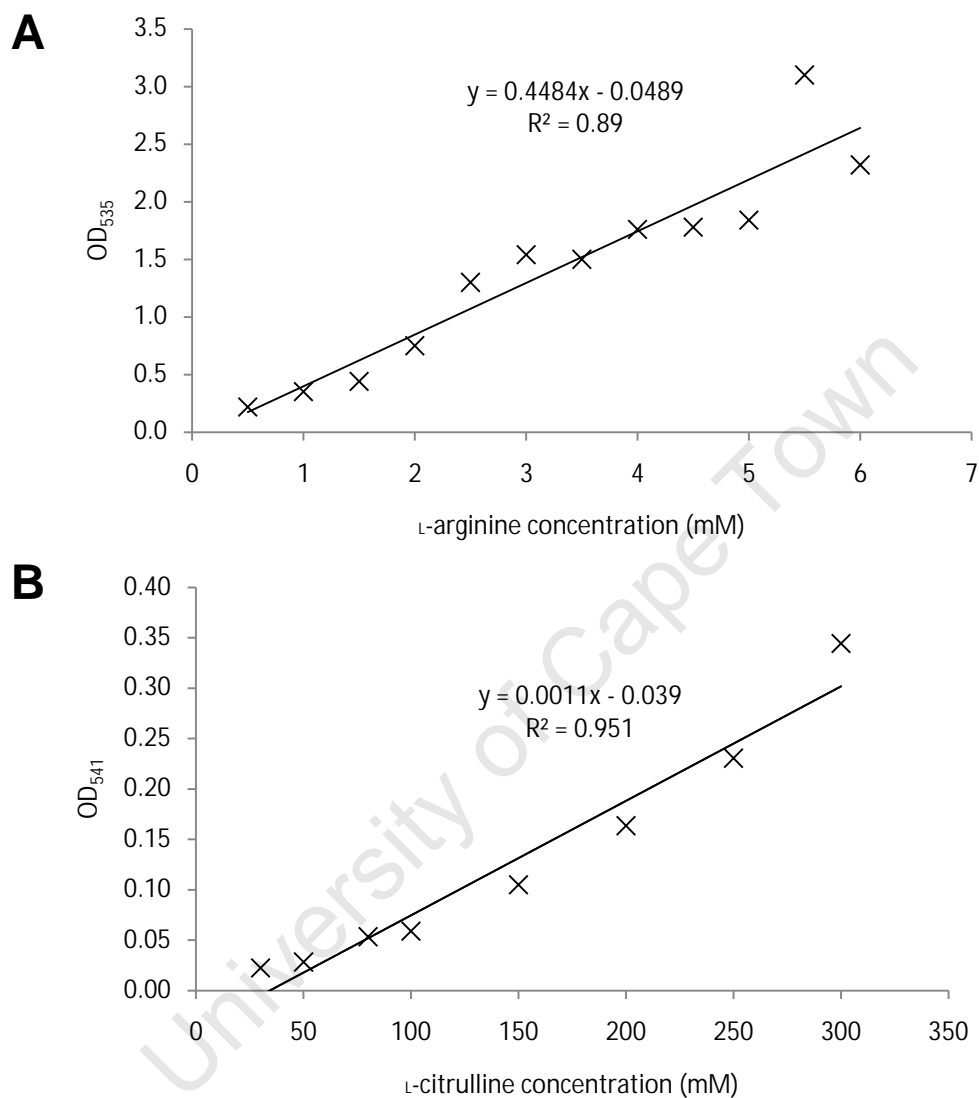 A
3.5
3.0
2.5
2.0
1.5
1.0
0.5
0.0
OD535
y = 0.4484x - 0.0489
R² = 0.89
0 1 2 3 4 5 6 7
L-arginine concentration (mM)
B
0.40
0.35
0.30
0.25
0.20
0.15
0.10
0.05
0.00
OD541
y = 0.0011x - 0.039
R² = 0.951
0 50 100 150 200 250 300 350
L-citrulline concentration (mM)
University of Cape Town